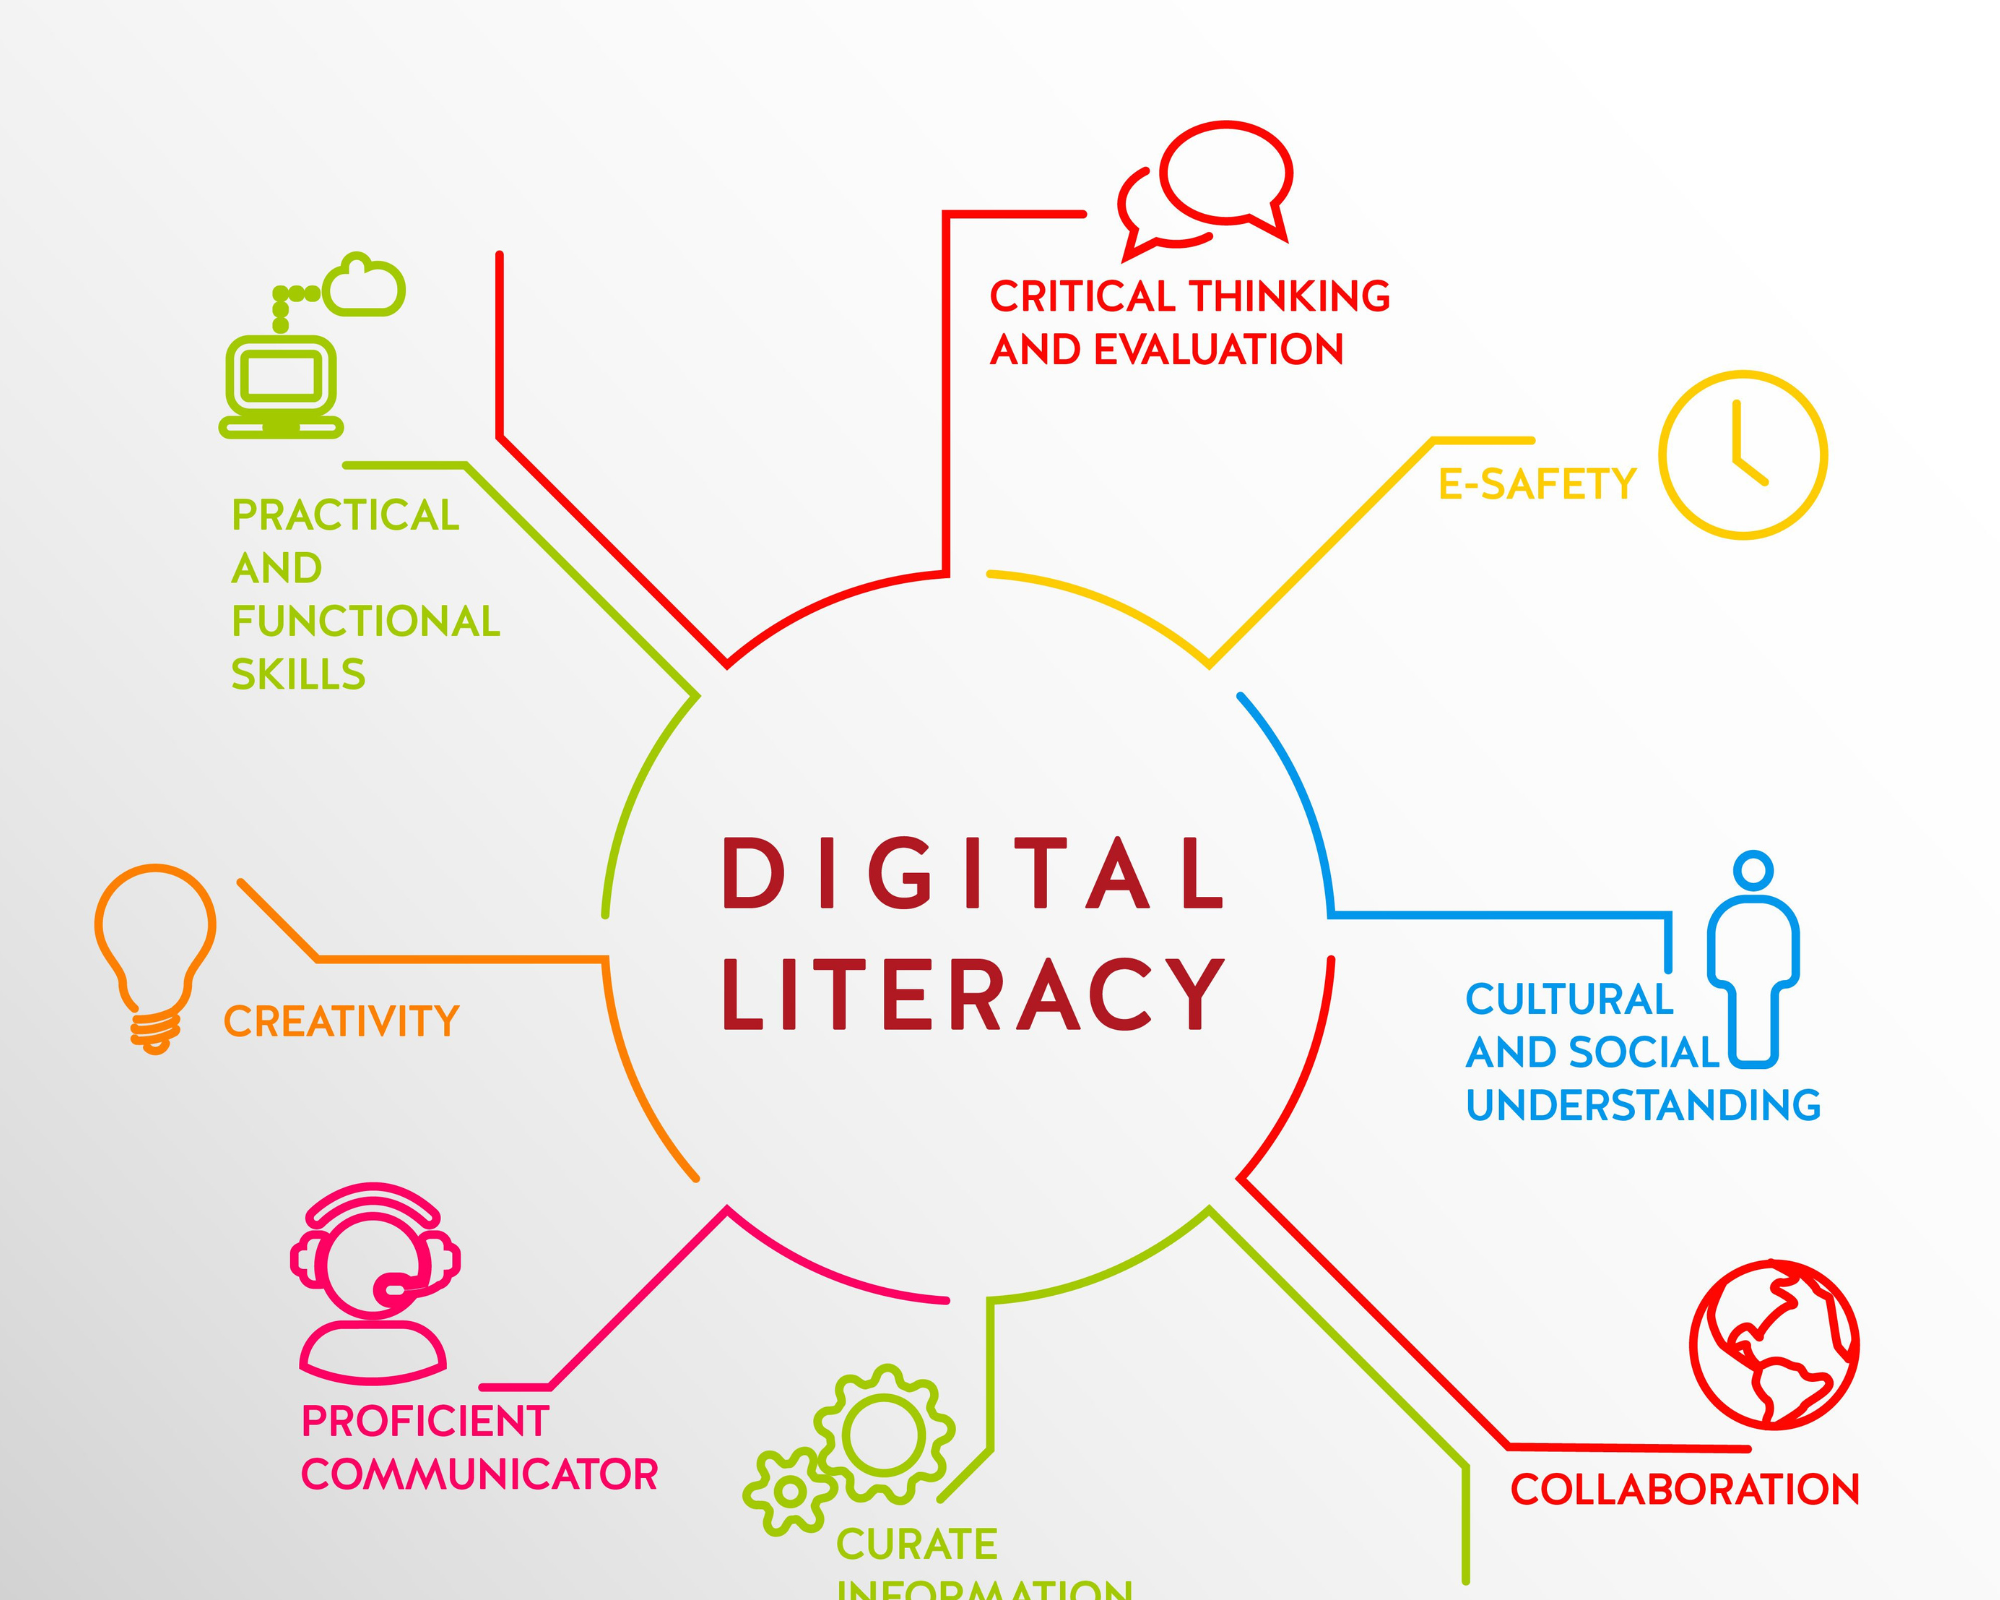 CRITICAL THINKING
AND EVALUATION
E-SAFETY
PRACTICAL
AND
FUNCTIONAL
SKILLS
DIGITAL
LITERACY
CREATIVITY
CULTURAL
AND SOCIAL
UNDERSTANDING
PROFICIENT
COMMUNICATOR
COLLABORATION
CURATE
INFORMATION